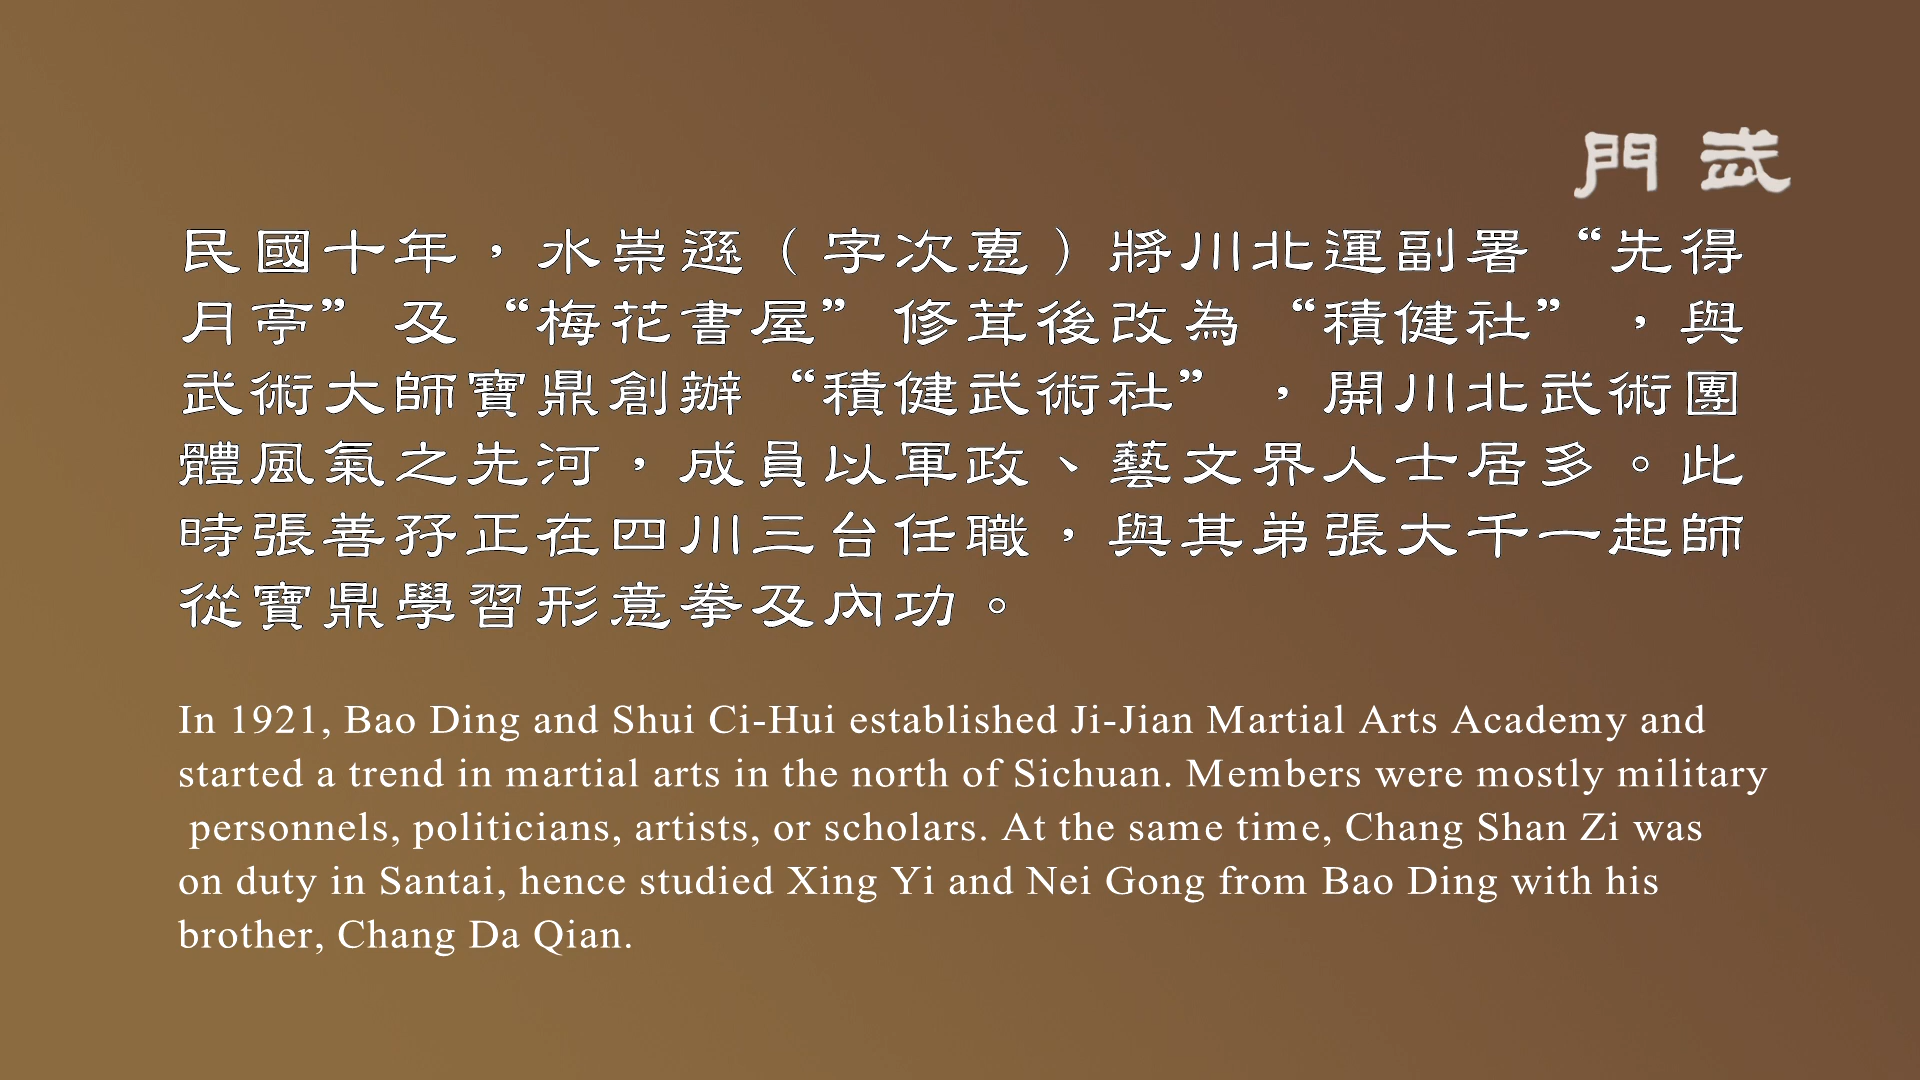 門 武
民國十年，水崇遜（字次惠）將川北運副署“先得
月亭”及“梅花書屋”修茸後改為“積健社”，與
武術大師寶鼎創辦“積健武術社”，開川北武術團
體風氣之先河，成員以軍政、藝文界人士居多。此
時張善孖正在四川三台任職，與其弟張大千一起師
從寶鼎學習形意拳及內功。
In 1921, Bao Ding and Shui Ci-Hui established Ji-Jian Martial Arts Academy and
started a trend in martial arts in the north of Sichuan. Members were mostly military
personnels, politicians, artists, or scholars. At the same time, Chang Shan Zi was
on duty in Santai, hence studied Xing Yi and Nei Gong from Bao Ding with his
brother, Chang Da Qian.